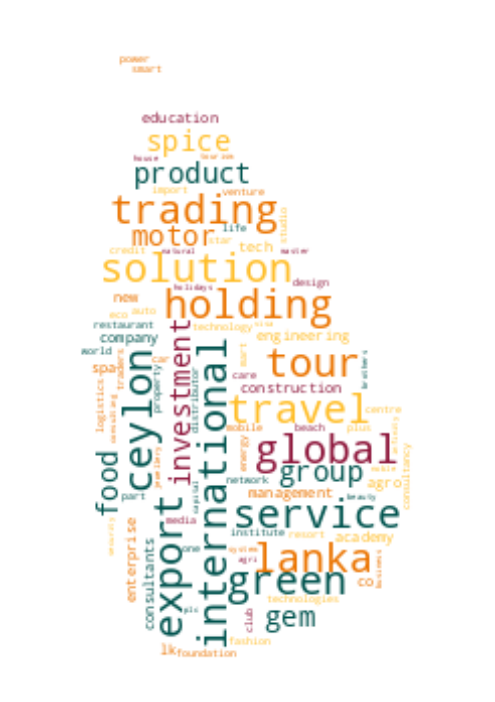 power
smart
education
spice
house
tourism
product
import
venture
trading
studio
life
motor
star
tech
credit
natural
master
solution
holidays
design
new
holding
eco
auto
restaurant
technology
company
engineering
world
investment
ceylon
international
car
mart
tour
brothers
spa
traders
care
property
distributor
construction
logistics
consulting
travel
centre
mobile
beach
plus
global
energy
food
jewellery
group
consultancy
network
agro
part
capital
management
beauty
export
service
media
security
enterprise
institute
resort
academy
consultants
one
system
lanka
agri
business
green
co
technologies
plc
club
gem
fashion
lk
foundation